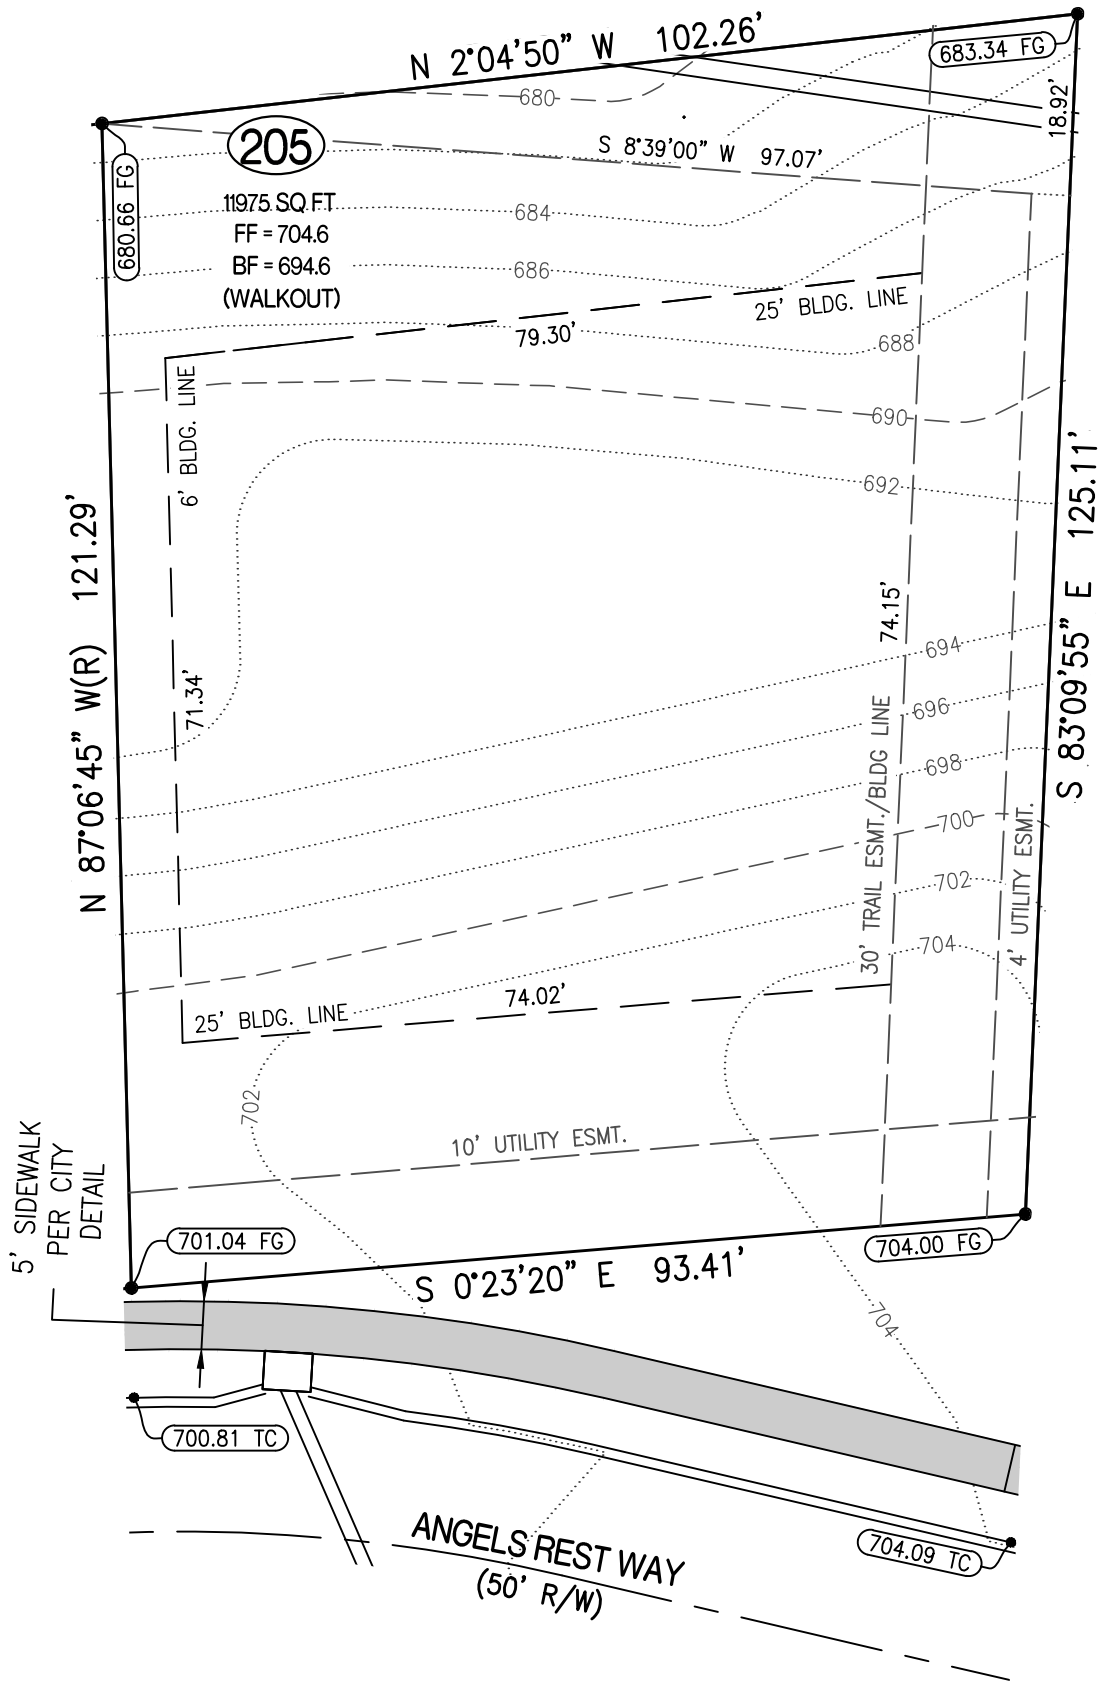 N 2°04'50" W 102.26'
683.34 FG
680
18.92'
205
S 8°39'00" W 97.07'
680.66 FG
11975 SQ.FT
FF = 704.6
BF = 694.6
(WALKOUT)
684
686
25' BLDG. LINE
79.30'
688
6' BLDG. LINE
690
692
N 87°06'45" W(R) 121.29'
S 83°09'55" E 125.11'
74.15'
71.34'
694
696
698
700
702
704
30' TRAIL ESMT./BLDG LINE
4' UTILITY ESMT.
74.02'
25' BLDG. LINE
702
10' UTILITY ESMT.
5' SIDEWALK
PER CITY
DETAIL
701.04 FG
704.00 FG
S 0°23'20" E 93.41'
704
700.81 TC
704.09 TC
ANGELS REST WAY
(50' R/W)